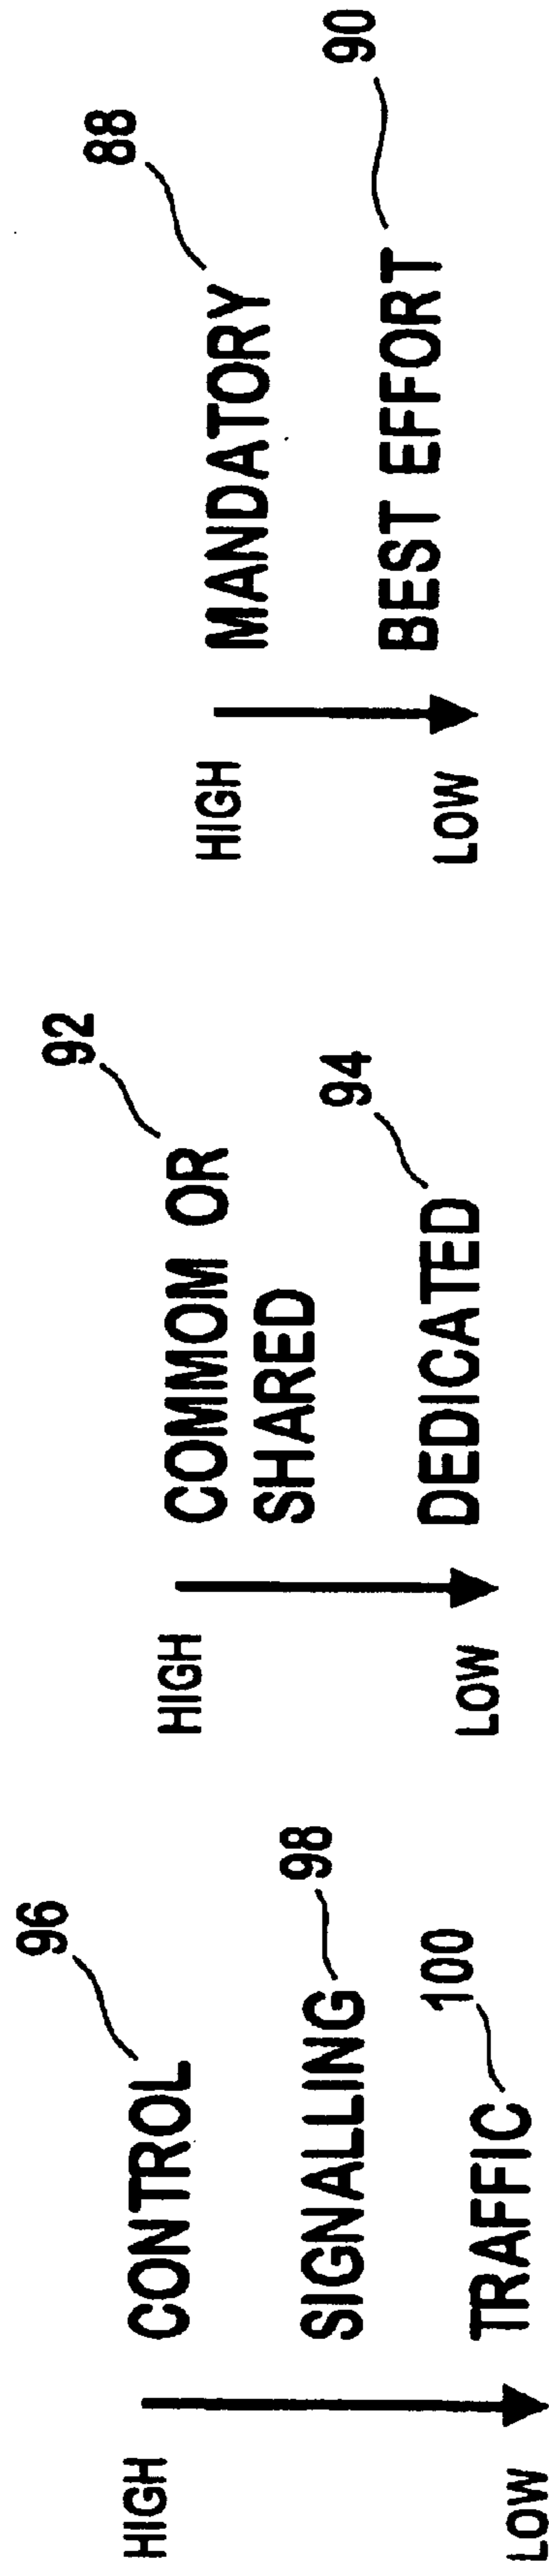 96
HIGH
CONTROL
98
SIGNALLING
100
LOW
TRAFFIC
92
HIGH
COMMOM OR
SHARED
94
LOW
DEDICATED
88
HIGH
MANDATORY
90
LOW
BEST EFFORT